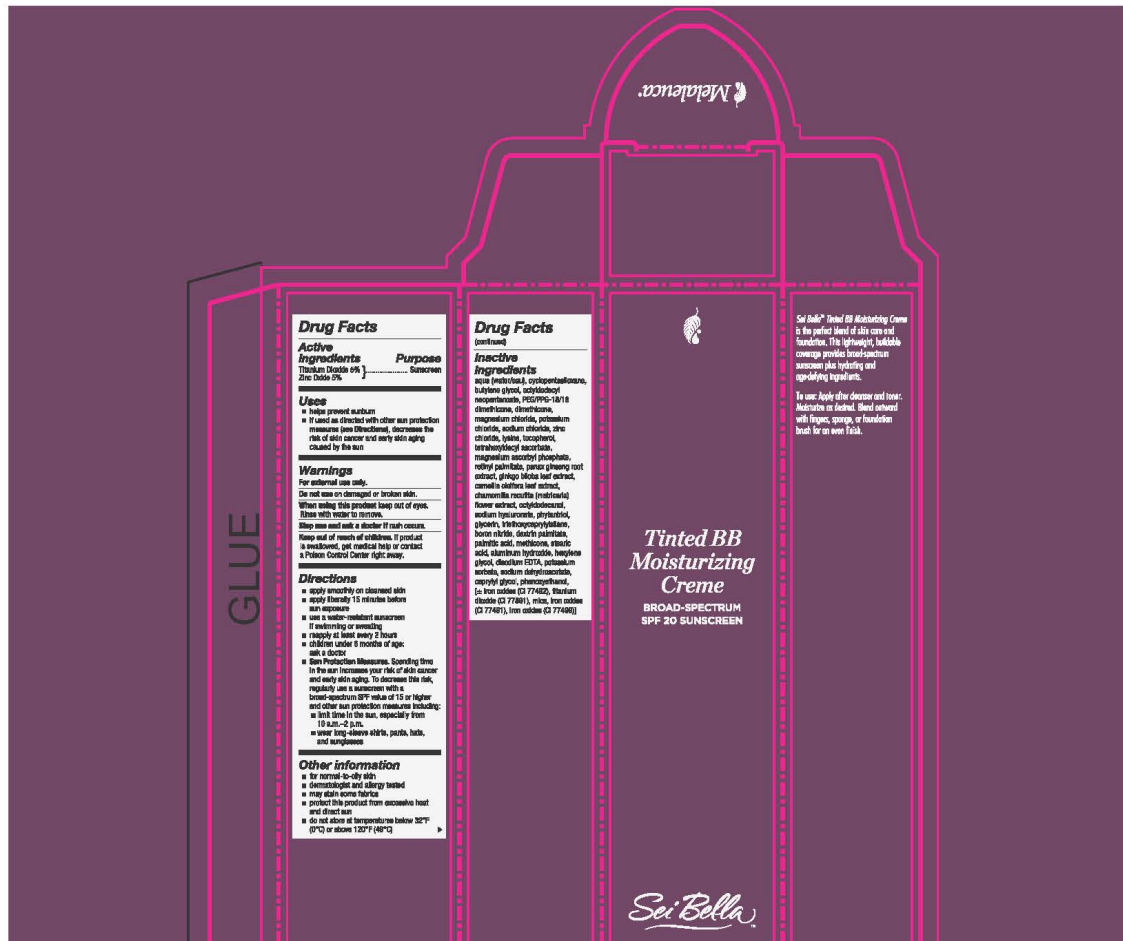 Melaleuca®
GLUE
Drug Facts
Active
ingredients Purpose
Titanium Dioxide 6%
Zinc Oxide 5% } Sunscreen
Uses
■ helps prevent sunburn
■ if used as directed with other sun protection
measures (see Directions), decreases the
risk of skin cancer and early skin aging
caused by the sun
Warnings
For external use only.
Do not use on damaged or broken skin.
When using this product keep out of eyes.
Rinse with water to remove.
Stop use and ask a doctor if rash occurs.
Keep out of reach of children. If product
is swallowed, get medical help or contact
a Poison Control Center right away.
Directions
■ apply smoothly on cleansed skin
■ apply liberally 15 minutes before
sun exposure
■ use a water-resistant sunscreen
if swimming or sweating
■ reapply at least every 2 hours
■ children under 6 months of age:
ask a doctor
■ Sun Protection Measures. Spending time
in the sun increases your risk of skin cancer
and early skin aging. To decrease this risk,
regularly use a sunscreen with a
broad-spectrum SPF value of 15 or higher
and other sun protection measures including:
■ limit time in the sun, especially from
10 a.m.–2 p.m.
■ wear long-sleeve shirts, pants, hats,
and sunglasses
Other information
■ for normal-to-oily skin
■ dermatologist and allergy tested
■ may stain some fabrics
■ protect this product from excessive heat
and direct sun
■ do not store at temperatures below 32°F
(0°C) or above 120°F (49°C)
Drug Facts
(continued)
Inactive
ingredients
aqua (water/eau), cyclopentasiloxane,
butylene glycol, octyldodecyl
neopentanoate, PEG/PPG-18/18
dimethicone, dimethicone,
magnesium chloride, potassium
chloride, sodium chloride, zinc
chloride, lysine, tocopherol,
tetrahexyldecyl ascorbate,
magnesium ascorbyl phosphate,
retinyl palmitate, panax ginseng root
extract, ginkgo biloba leaf extract,
camellia oleifera leaf extract,
chamomilla recutita (matricaria)
flower extract, octyldodecanol,
sodium hyaluronate, phytantriol,
glycerin, triethoxycaprylylsilane,
boron nitride, dextrin palmitate,
palmitic acid, methicone, stearic
acid, aluminum hydroxide, hexylene
glycol, disodium EDTA, potassium
sorbate, sodium dehydroacetate,
caprylyl glycol, phenoxyethanol,
[± iron oxides (CI 77492), titanium
dioxide (CI 77891), mica, iron oxides
(CI 77491), iron oxides (CI 77499)]
Tinted BB
Moisturizing
Creme
BROAD-SPECTRUM
SPF 20 SUNSCREEN
Sei Bella™
Sei Bella™ Tinted BB Moisturizing Creme
is the perfect blend of skin care and
foundation. This lightweight, buildable
coverage provides broad-spectrum
sunscreen plus hydrating and
age-defying ingredients.
To use: Apply after cleanser and toner.
Moisturize as desired. Blend outward
with fingers, sponge, or foundation
brush for an even finish.